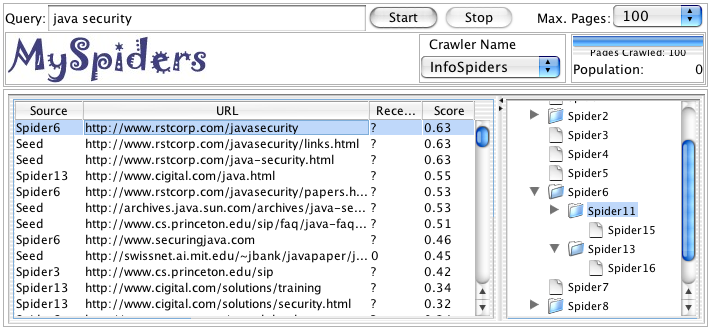 Query: java security Start Stop Max. Pages: 100
MySpiders
Crawler Name
InfoSpiders
Pages Crawled: 100
Population: 0
Source URL Rece... Score
Spider6 http://www.rstcorp.com/javasecurity ? 0.63
Seed http://www.rstcorp.com/javasecurity/links.html ? 0.63
Seed http://www.rstcorp.com/java-security.html ? 0.63
Spider13 http://www.cigital.com/java.html ? 0.55
Seed http://www.rstcorp.com/javasecurity/papers.h... ? 0.53
Seed http://archives.java.sun.com/archives/java-se... ? 0.53
Seed http://www.cs.princeton.edu/sip/faq/java-faq... ? 0.51
Spider6 http://www.securingjava.com ? 0.46
Seed http://swissnet.ai.mit.edu/~jbank/javapaper/j... 0 0.45
Spider3 http://www.cs.princeton.edu/sip ? 0.42
Spider13 http://www.cigital.com/solutions/training ? 0.34
Spider13 http://www.cigital.com/solutions/security.html ? 0.32
Spider2
Spider3
Spider4
Spider5
Spider6
Spider11
Spider15
Spider13
Spider16
Spider7
Spider8